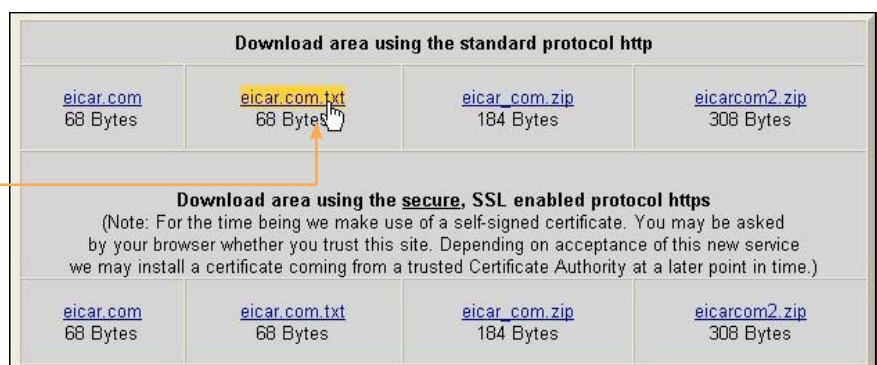 Download area using the standard protocol http
eicar.com eicar.com.txt eicar_com.zip eicarcom2.zip
68 Bytes 68 Bytes 184 Bytes 308 Bytes
Download area using the secure, SSL enabled protocol https
(Note: For the time being we make use of a self-signed certificate. You may be asked
by your browser whether you trust this site. Depending on acceptance of this new service
we may install a certificate coming from a trusted Certificate Authority at a later point in time.)
eicar.com eicar.com.txt eicar_com.zip eicarcom2.zip
68 Bytes 68 Bytes 184 Bytes 308 Bytes